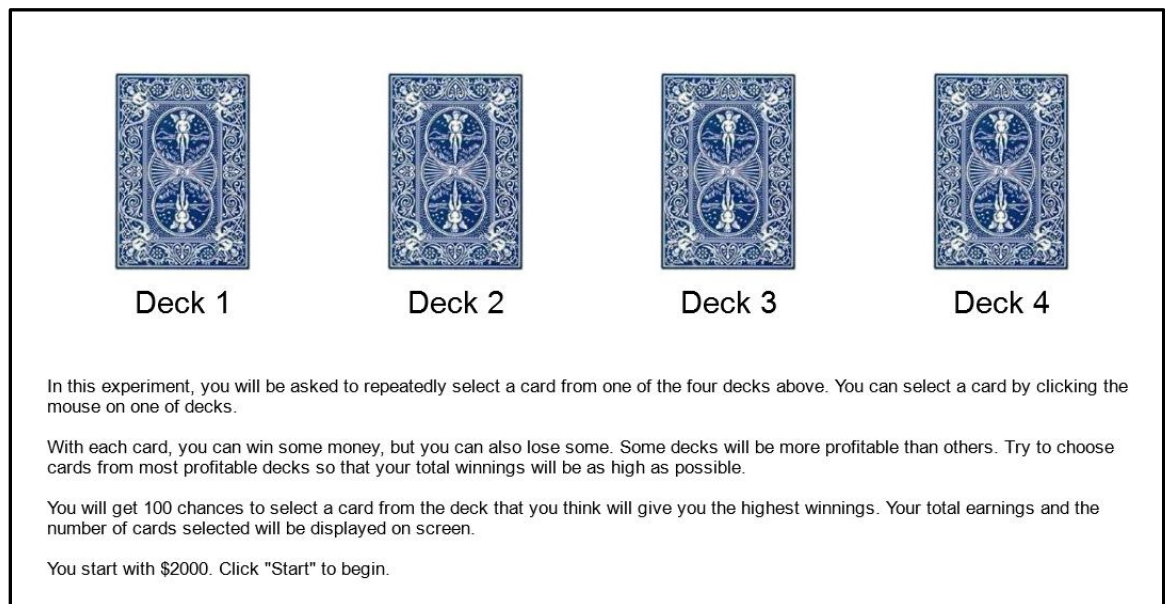 Deck 1 Deck 2 Deck 3 Deck 4
In this experiment, you will be asked to repeatedly select a card from one of the four decks above. You can select a card by clicking the
mouse on one of decks.
With each card, you can win some money, but you can also lose some. Some decks will be more profitable than others. Try to choose
cards from most profitable decks so that your total winnings will be as high as possible.
You will get 100 chances to select a card from the deck that you think will give you the highest winnings. Your total earnings and the
number of cards selected will be displayed on screen.
You start with $2000. Click "Start" to begin.